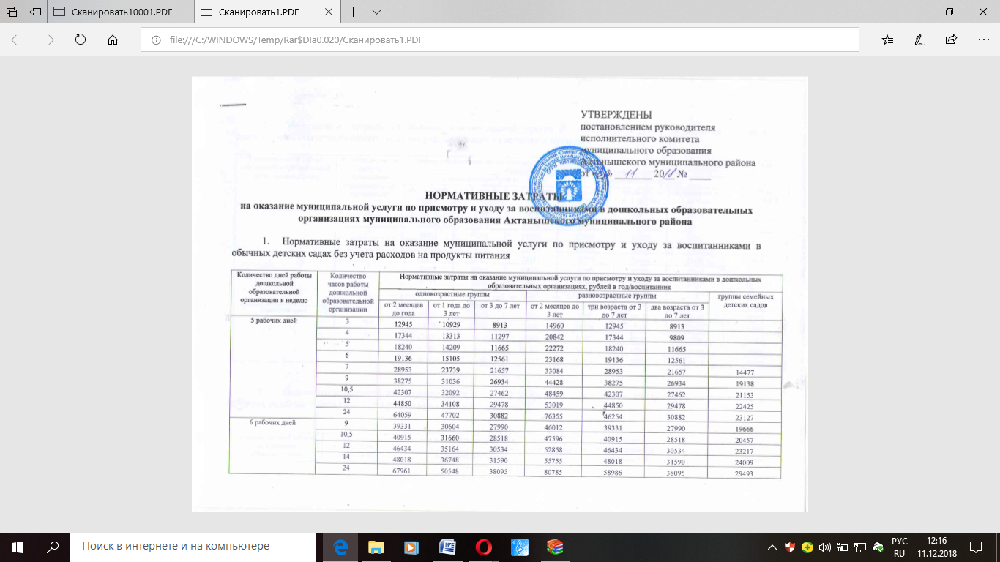 Сканировать10001.PDF
Сканировать1.PDF
file:///C:/WINDOWS/Temp/Rar$DIa0.020/Сканировать1.PDF
УТВЕРЖДЕНЫ
постановлением руководителя
исполнительного комитета
муниципального образования
Актанышского муниципального района
от 11 20 №
НОРМАТИВНЫЕ ЗАТРАТЫ
на оказание муниципальной услуги по присмотру и уходу за воспитанниками в дошкольных образовательных
организациях муниципального образования Актанышского муниципального района
1. Нормативные затраты на оказание муниципальной услуги по присмотру и уходу за воспитанниками в
обычных детских садах без учета расходов на продукты питания
Количество дней работы дошкольной образовательной организации в неделю
Количество часов работы дошкольной образовательной организации
Нормативные затраты на оказание муниципальной услуги по присмотру и уходу за воспитанниками в дошкольных
образовательных организациях, рублей в год/воспитанник
одновозрастные группы разновозрастные группы группы семейных детских садов
от 2 месяцев до года от 1 года до 3 лет от 3 до 7 лет от 2 месяцев до 3 лет три возраста от 3 до 7 лет два возраста от 3 до 7 лет
5 рабочих дней 3 12945 10929 8913 14960 12945 8913
4 17344 13313 11297 20842 17344 9809
5 18240 14209 11665 22272 18240 11665
6 19136 15105 12561 23168 19136 12561
7 28953 23739 21657 33084 28953 21657 14477
9 38275 31036 26934 44428 38275 26934 19138
10,5 42307 32092 27462 48459 42307 27462 21153
12 44850 34108 29478 53019 44850 29478 22425
24 64059 47702 30882 76355 46254 30882 23127
6 рабочих дней 9 39331 30604 27990 46012 39331 27990 19666
10,5 40915 31660 28518 47596 40915 28518 20457
12 46434 35164 30534 52858 46434 30534 23217
14 48018 36748 31590 55755 48018 31590 24009
24 67961 50548 38095 80785 58986 38095 29493
Поиск в интернете и на компьютере
РУС
RU
12:16
11.12.2018